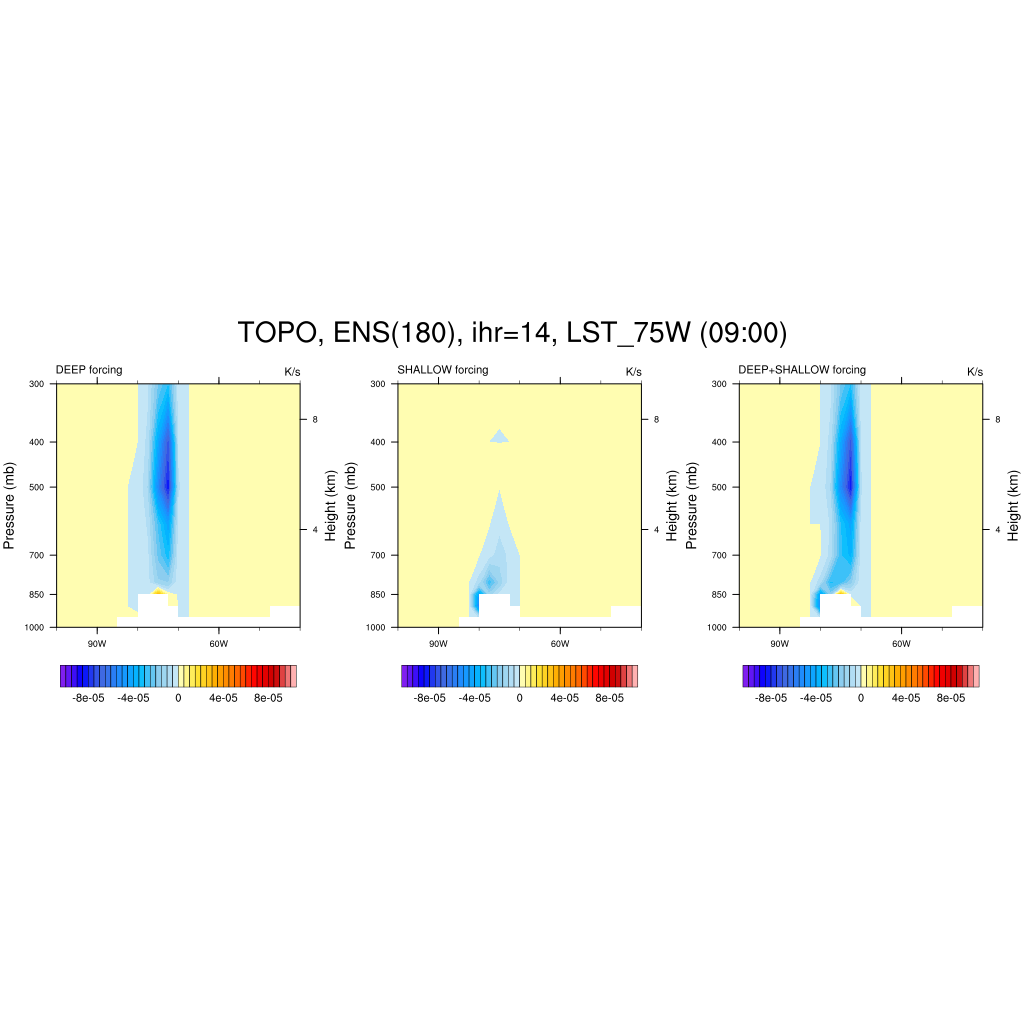 TOPO, ENS(180), ihr=14, LST_75W (09:00)
DEEP forcing K/s
300
400
500
700
850
1000
Pressure (mb)
8
4
Height (km)
90W 60W
-8e-05 -4e-05 0 4e-05 8e-05
SHALLOW forcing K/s
300
400
500
700
850
1000
Pressure (mb)
8
4
Height (km)
90W 60W
-8e-05 -4e-05 0 4e-05 8e-05
DEEP+SHALLOW forcing K/s
300
400
500
700
850
1000
Pressure (mb)
8
4
Height (km)
90W 60W
-8e-05 -4e-05 0 4e-05 8e-05